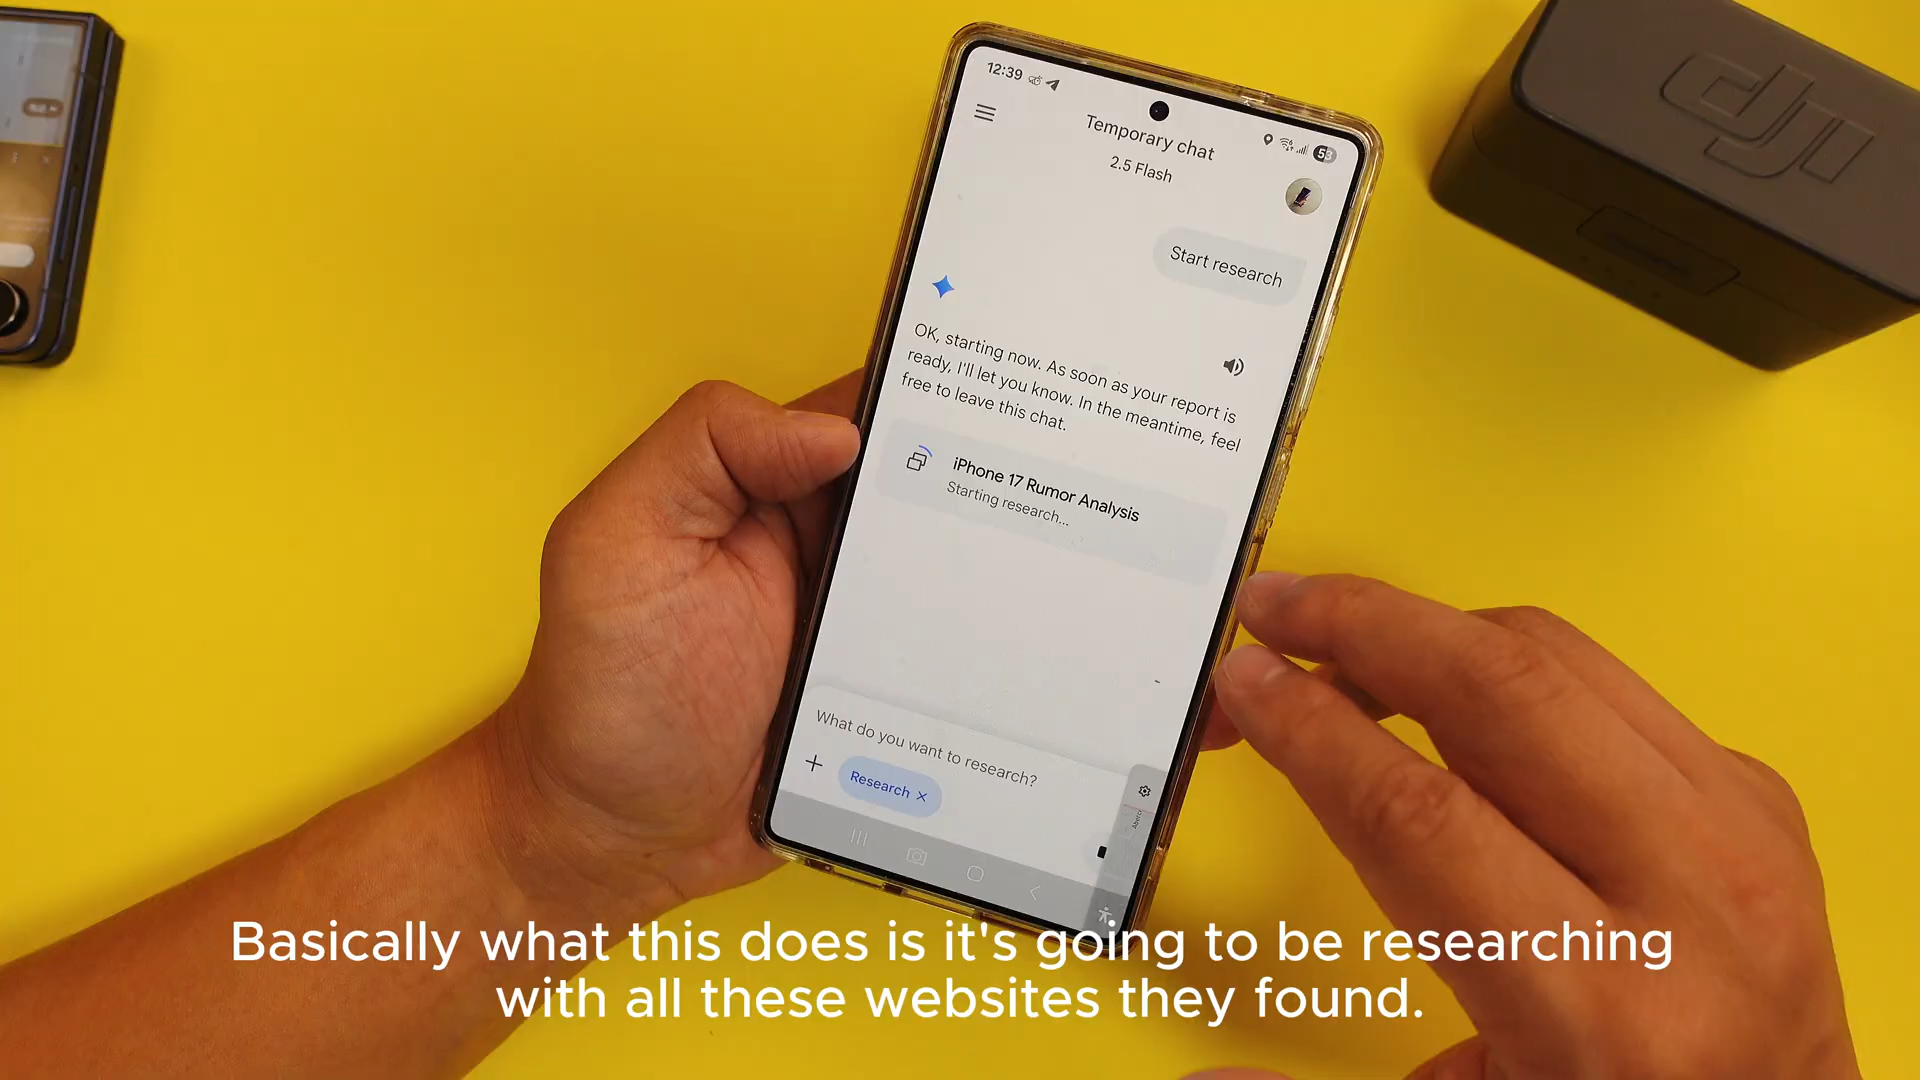 dji
12:39
53
Temporary chat
2.5 Flash
Start research
OK, starting now. As soon as your report is
ready, I'll let you know. In the meantime, feel
free to leave this chat.
iPhone 17 Rumor Analysis
Starting research...
What do you want to research?
Research
Basically what this does is it's going to be researching
with all these websites they found.